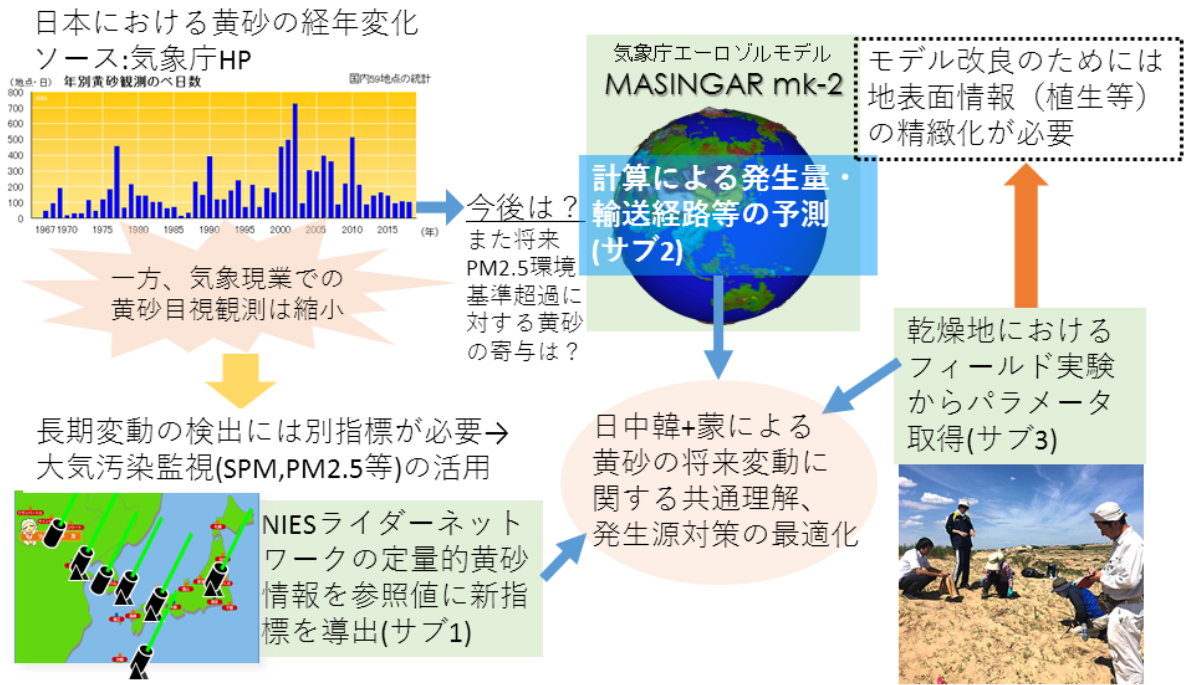 日本における黄砂の経年変化
ソース:気象庁HP
(地点・日) 年別黄砂観測のべ日数 国内59地点の統計
800
700
600
500
400
300
200
100
0
1967 1970 1975 1980 1985 1990 1995 2000 2005 2010 2015 (年)
一方、気象現業での
黄砂目視観測は縮小
長期変動の検出には別指標が必要→
大気汚染監視(SPM,PM2.5等)の活用
NIESライダーネット
ワークの定量的黄砂
情報を参照値に新指
標を導出(サブ1)
今後は？
また将来
PM2.5環境
基準超過に
対する黄砂
の寄与は？
気象庁エーロゾルモデル
MASINGAR mk-2
計算による発生量・
輸送経路等の予測
(サブ2)
日中韓+蒙による
黄砂の将来変動に
関する共通理解、
発生源対策の最適化
モデル改良のためには
地表面情報（植生等）
の精緻化が必要
乾燥地における
フィールド実験
からパラメータ
取得(サブ3)